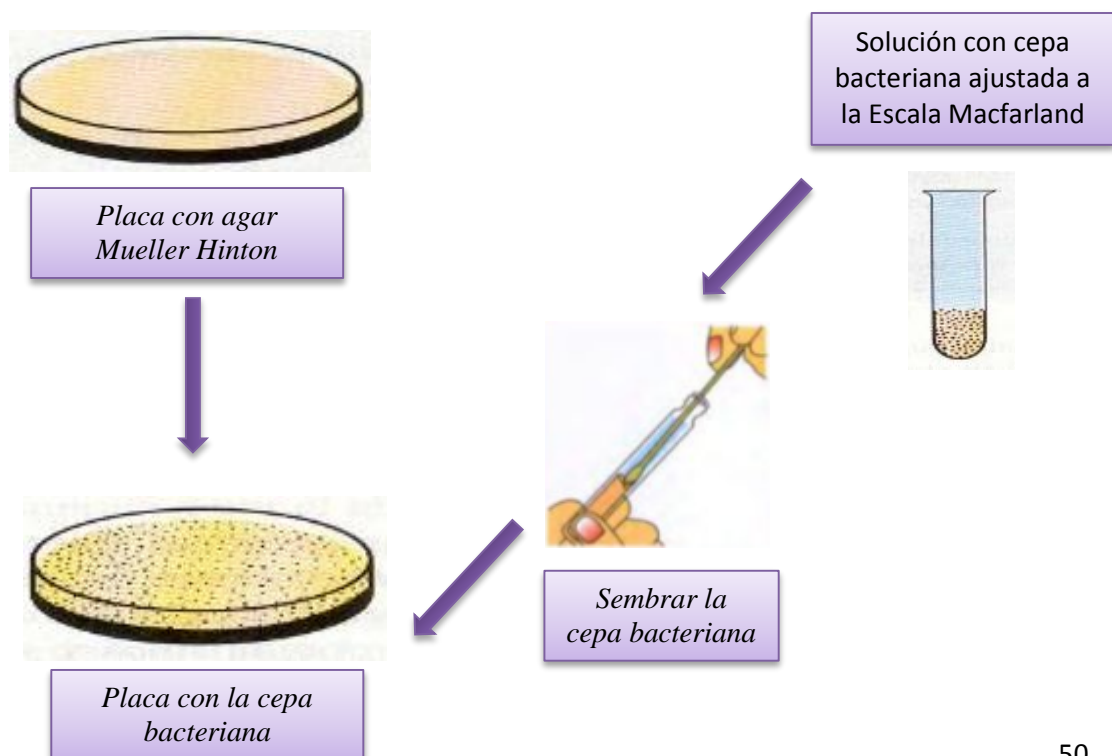 Solución con cepa
bacteriana ajustada a
la Escala Macfarland
Placa con agar
Mueller Hinton
Sembrar la
cepa bacteriana
Placa con la cepa
bacteriana
50